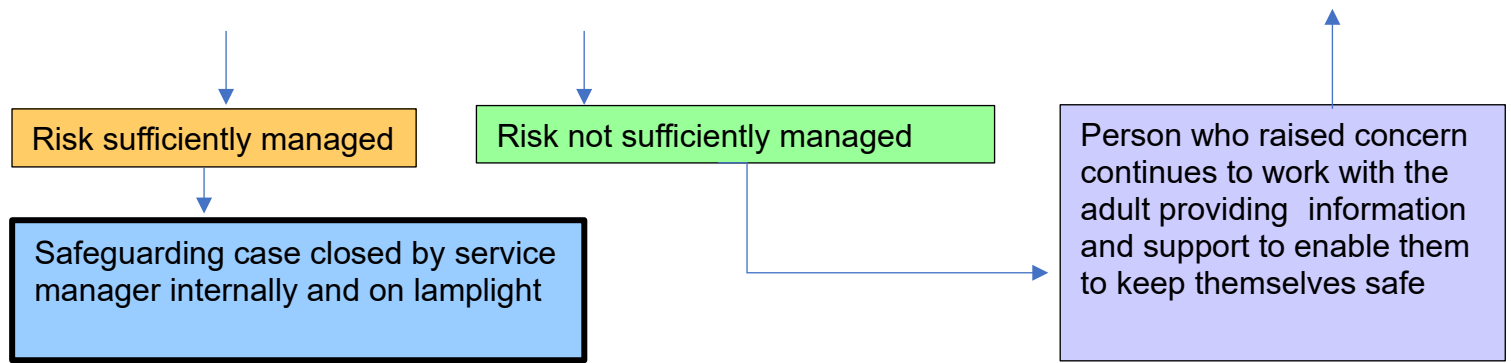 Risk sufficiently managed
Risk not sufficiently managed
Safeguarding case closed by service
manager internally and on lamplight
Person who raised concern
continues to work with the
adult providing  information
and support to enable them
to keep themselves safe